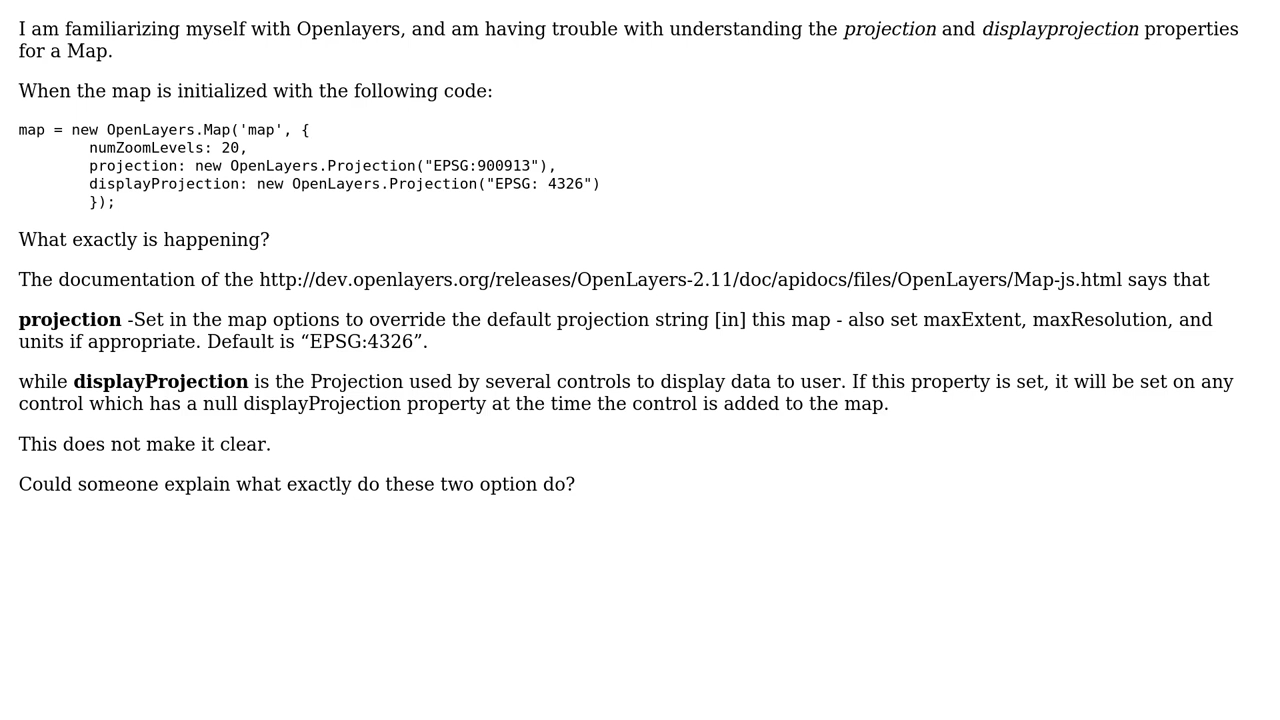 I am familiarizing myself with Openlayers, and am having trouble with understanding the projection and displayprojection properties
for a Map.
When the map is initialized with the following code:
map = new OpenLayers.Map('map', {
        numZoomLevels: 20,
        projection: new OpenLayers.Projection("EPSG:900913"),
        displayProjection: new OpenLayers.Projection("EPSG: 4326")
        });
What exactly is happening?
The documentation of the http://dev.openlayers.org/releases/OpenLayers-2.11/doc/apidocs/files/OpenLayers/Map-js.html says that
projection -Set in the map options to override the default projection string [in] this map - also set maxExtent, maxResolution, and
units if appropriate. Default is “EPSG:4326”.
while displayProjection is the Projection used by several controls to display data to user. If this property is set, it will be set on any
control which has a null displayProjection property at the time the control is added to the map.
This does not make it clear.
Could someone explain what exactly do these two option do?